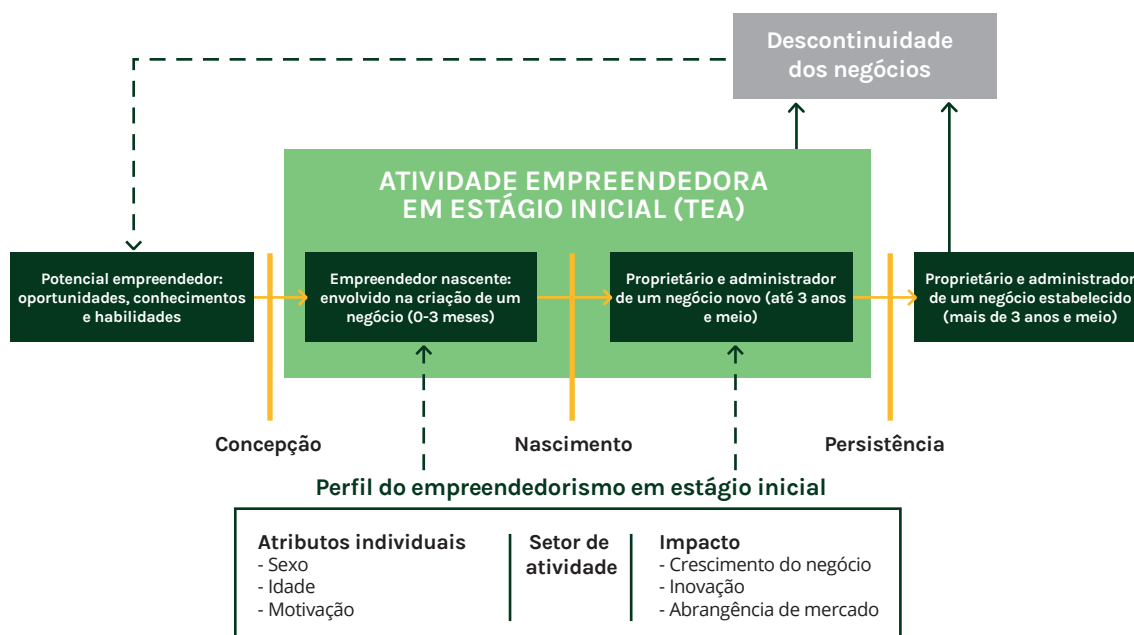 Descontinuidade
dos negócios
ATIVIDADE EMPREENDEDORA
EM ESTÁGIO INICIAL (TEA)
Potencial empreendedor:
oportunidades, conhecimentos
e habilidades
Empreendedor nascente:
envolvido na criação de um
negócio (0-3 meses)
Proprietário e administrador
de um negócio novo (até 3 anos
e meio)
Proprietário e administrador
de um negócio estabelecido
(mais de 3 anos e meio)
Concepção
Nascimento
Persistência
Perfil do empreendedorismo em estágio inicial
Atributos individuais
- Sexo
- Idade
- Motivação
Setor de
atividade
Impacto
- Crescimento do negócio
- Inovação
- Abrangência de mercado